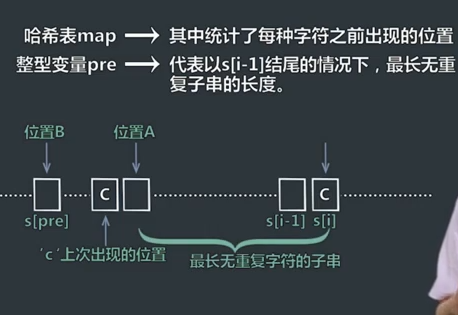 哈希表map → 其中统计了每种字符之前出现的位置
整型变量pre → 代表以s[i-1]结尾的情况下，最长无重
复子串的长度。
位置B 位置A
C C
s[pre] s[i-1] s[i]
‘c’上次出现的位置 最长无重复字符的子串